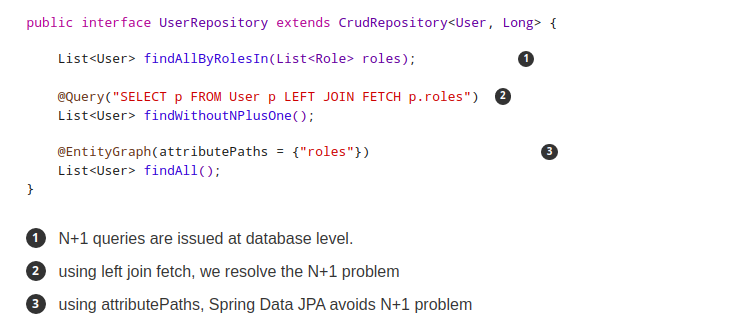 public interface UserRepository extends CrudRepository<User, Long> {
List<User> findAllByRolesIn(List<Role> roles); 1
@Query("SELECT p FROM User p LEFT JOIN FETCH p.roles") 2
List<User> findWithoutNPlusOne();
@EntityGraph(attributePaths = {"roles"}) 3
List<User> findAll();
}
1 N+1 queries are issued at database level.
2 using left join fetch, we resolve the N+1 problem
3 using attributePaths, Spring Data JPA avoids N+1 problem